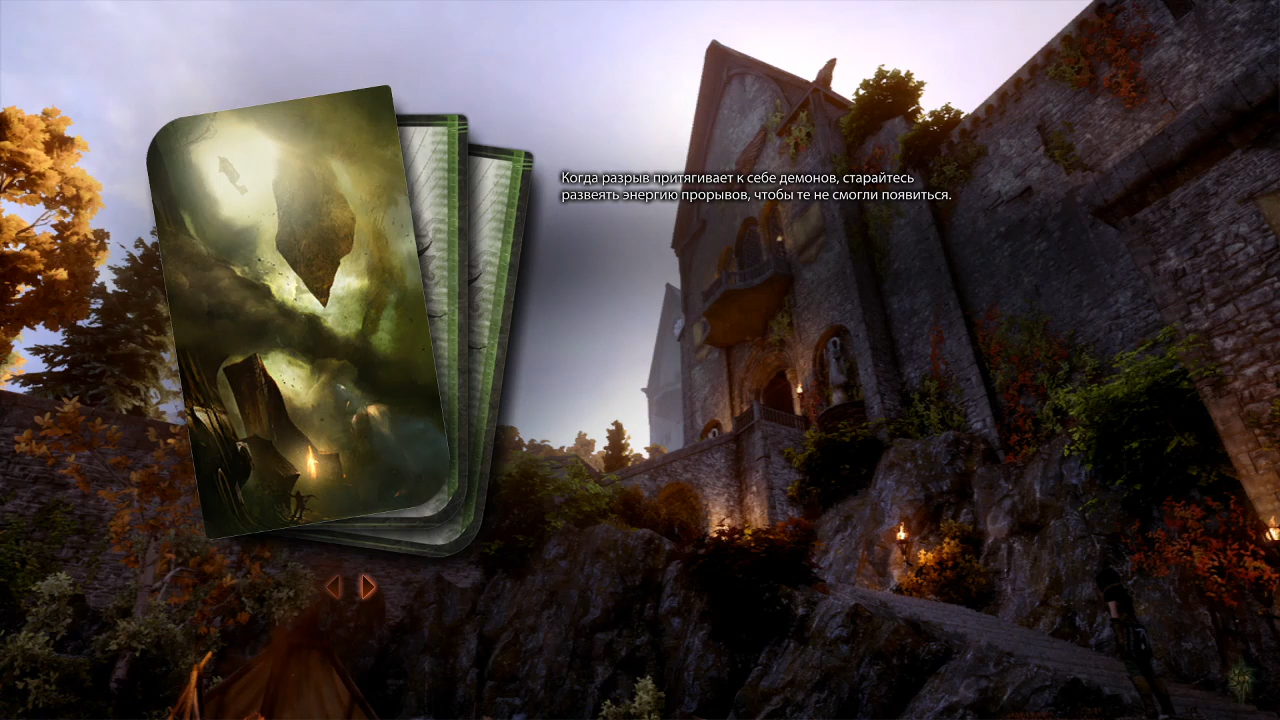 Когда разрыв притягивает к себе демонов, старайтесь
развеять энергию прорывов, чтобы те не смогли появиться.